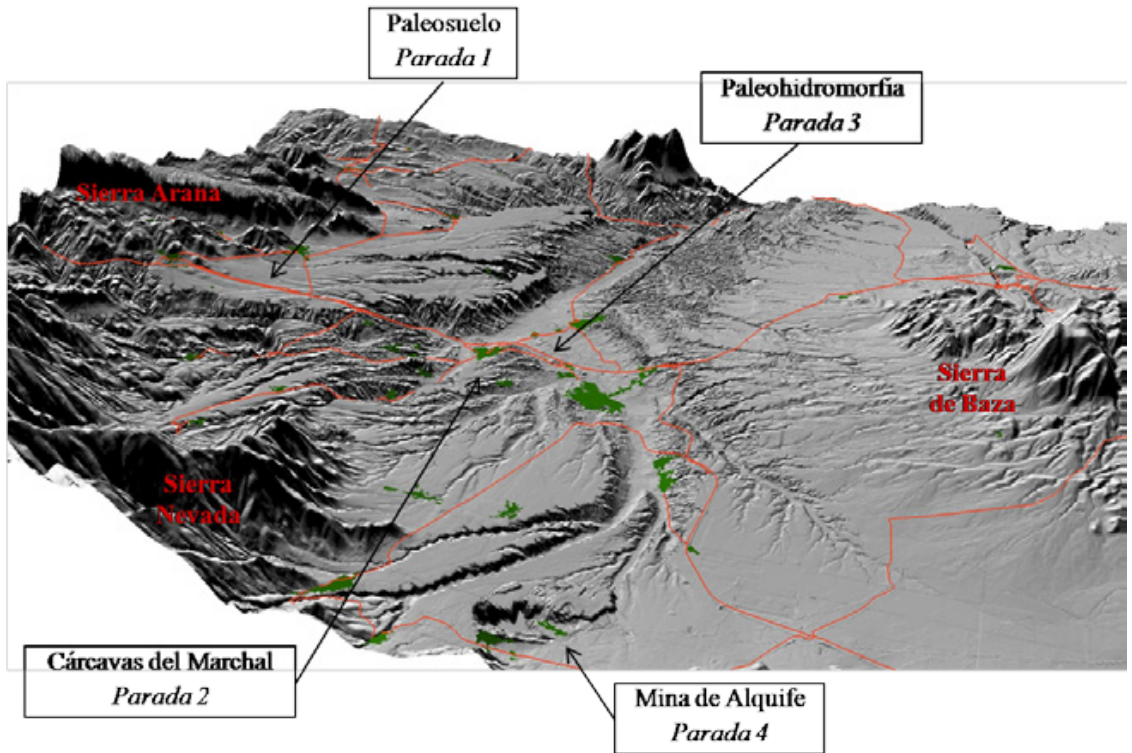 Paleosuelo
Parada 1
Paleohidromorfía
Parada 3
Sierra Arana
Sierra
de Baza
Sierra
Nevada
Cárcavas del Marchal
Parada 2
Mina de Alquife
Parada 4